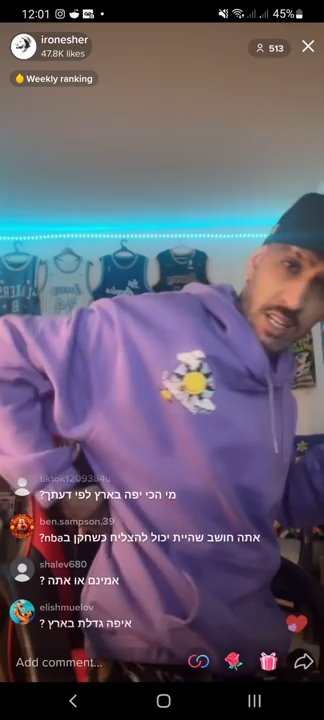 12:01
45%
ironesher
47.8K likes
513
Weekly ranking
tiktok1209384u
מי הכי יפה בארץ לפי דעתך?
ben.sampson.39
אתה חושב שהיית יכול להצליח כשחקן בnba?
shalev680
אמינם או אתה ?
elishmuelov
איפה גדלת בארץ ?
Add comment...